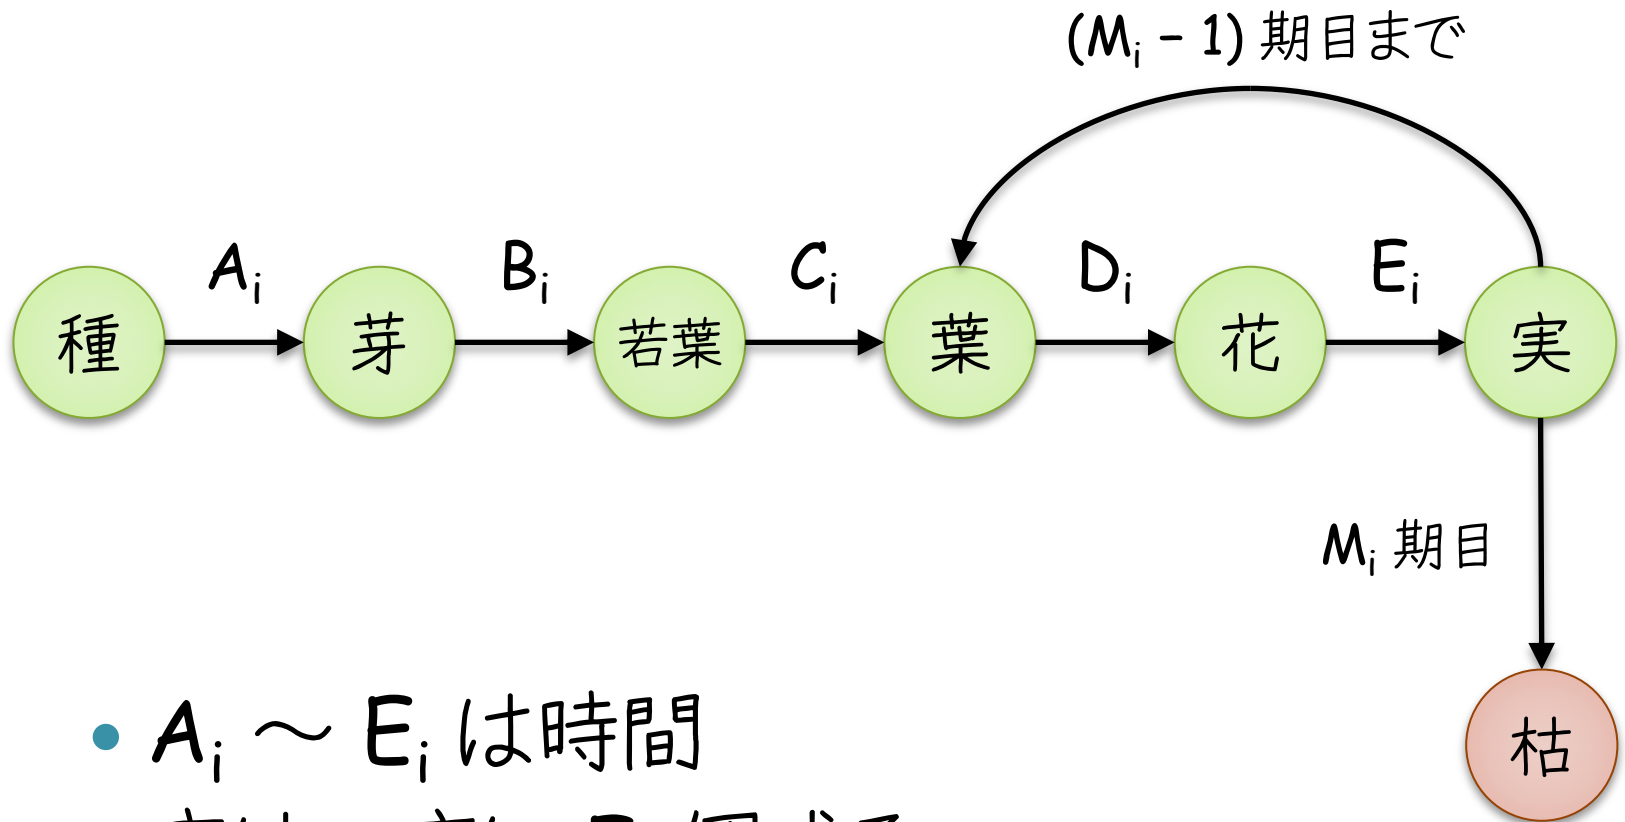 (Mi - 1) 期目まで
Ai Bi Ci Di Ei
種 芽 若葉 葉 花 実
Mi 期目
枯
• Ai ～ Ei は時間